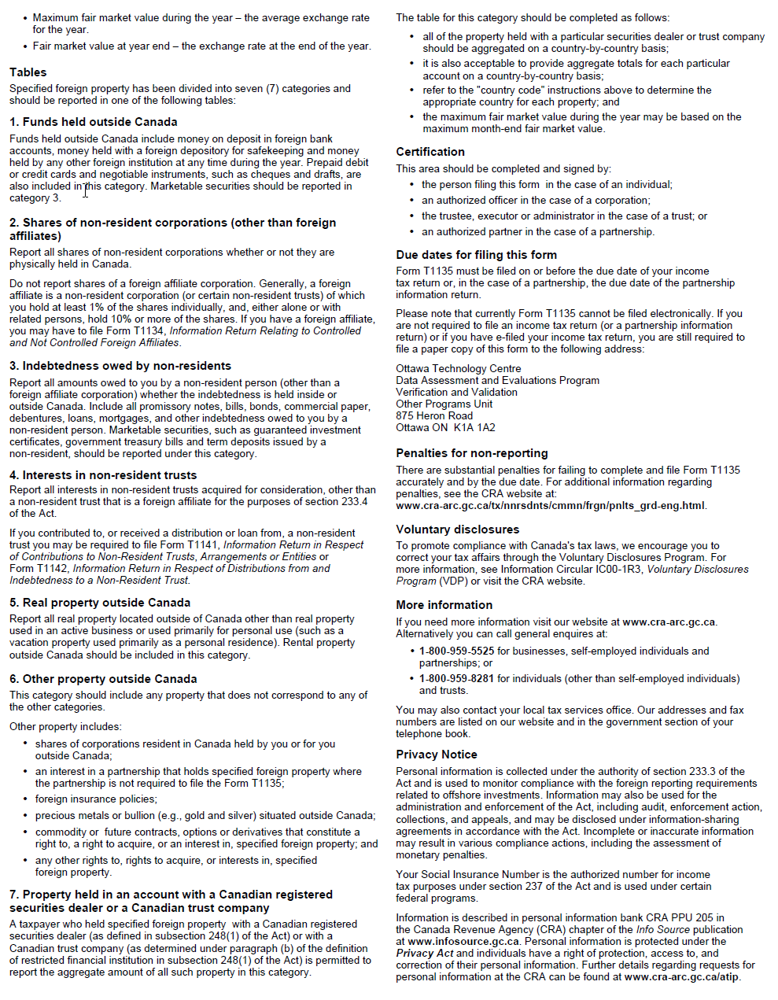 • Maximum fair market value during the year – the average exchange rate
for the year.
• Fair market value at year end – the exchange rate at the end of the year.
Tables
Specified foreign property has been divided into seven (7) categories and
should be reported in one of the following tables:
1. Funds held outside Canada
Funds held outside Canada include money on deposit in foreign bank
accounts, money held with a foreign depository for safekeeping and money
held by any other foreign institution at any time during the year. Prepaid debit
or credit cards and negotiable instruments, such as cheques and drafts, are
also included in this category. Marketable securities should be reported in
category 3.
2. Shares of non-resident corporations (other than foreign
affiliates)
Report all shares of non-resident corporations whether or not they are
physically held in Canada.
Do not report shares of a foreign affiliate corporation. Generally, a foreign
affiliate is a non-resident corporation (or certain non-resident trusts) of which
you hold at least 1% of the shares individually, and, either alone or with
related persons, hold 10% or more of the shares. If you have a foreign affiliate,
you may have to file Form T1134, Information Return Relating to Controlled
and Not Controlled Foreign Affiliates.
3. Indebtedness owed by non-residents
Report all amounts owed to you by a non-resident person (other than a
foreign affiliate corporation) whether the indebtedness is held inside or
outside Canada. Include all promissory notes, bills, bonds, commercial paper,
debentures, loans, mortgages, and other indebtedness owed to you by a
non-resident person. Marketable securities, such as guaranteed investment
certificates, government treasury bills and term deposits issued by a
non-resident, should be reported under this category.
4. Interests in non-resident trusts
Report all interests in non-resident trusts acquired for consideration, other than
a non-resident trust that is a foreign affiliate for the purposes of section 233.4
of the Act.
If you contributed to, or received a distribution or loan from, a non-resident
trust you may be required to file Form T1141, Information Return in Respect
of Contributions to Non-Resident Trusts, Arrangements or Entities or
Form T1142, Information Return in Respect of Distributions from and
Indebtedness to a Non-Resident Trust.
5. Real property outside Canada
Report all real property located outside of Canada other than real property
used in an active business or used primarily for personal use (such as a
vacation property used primarily as a personal residence). Rental property
outside Canada should be included in this category.
6. Other property outside Canada
This category should include any property that does not correspond to any of
the other categories.
Other property includes:
• shares of corporations resident in Canada held by you or for you
outside Canada;
• an interest in a partnership that holds specified foreign property where
the partnership is not required to file the Form T1135;
• foreign insurance policies;
• precious metals or bullion (e.g., gold and silver) situated outside Canada;
• commodity or future contracts, options or derivatives that constitute a
right to, a right to acquire, or an interest in, specified foreign property; and
• any other rights to, rights to acquire, or interests in, specified
foreign property.
7. Property held in an account with a Canadian registered
securities dealer or a Canadian trust company
A taxpayer who held specified foreign property with a Canadian registered
securities dealer (as defined in subsection 248(1) of the Act) or with a
Canadian trust company (as determined under paragraph (b) of the definition
of restricted financial institution in subsection 248(1) of the Act) is permitted to
report the aggregate amount of all such property in this category.
The table for this category should be completed as follows:
• all of the property held with a particular securities dealer or trust company
should be aggregated on a country-by-country basis;
• it is also acceptable to provide aggregate totals for each particular
account on a country-by-country basis;
• refer to the "country code" instructions above to determine the
appropriate country for each property; and
• the maximum fair market value during the year may be based on the
maximum month-end fair market value.
Certification
This area should be completed and signed by:
• the person filing this form in the case of an individual;
• an authorized officer in the case of a corporation;
• the trustee, executor or administrator in the case of a trust; or
• an authorized partner in the case of a partnership.
Due dates for filing this form
Form T1135 must be filed on or before the due date of your income
tax return or, in the case of a partnership, the due date of the partnership
information return.
Please note that currently Form T1135 cannot be filed electronically. If you
are not required to file an income tax return (or a partnership information
return) or if you have e-filed your income tax return, you are still required to
file a paper copy of this form to the following address:
Ottawa Technology Centre
Data Assessment and Evaluations Program
Verification and Validation
Other Programs Unit
875 Heron Road
Ottawa ON K1A 1A2
Penalties for non-reporting
There are substantial penalties for failing to complete and file Form T1135
accurately and by the due date. For additional information regarding
penalties, see the CRA website at:
www.cra-arc.gc.ca/tx/nnrsdnts/cmmn/frgn/pnlts_grd-eng.html.
Voluntary disclosures
To promote compliance with Canada's tax laws, we encourage you to
correct your tax affairs through the Voluntary Disclosures Program. For
more information, see Information Circular IC00-1R3, Voluntary Disclosures
Program (VDP) or visit the CRA website.
More information
If you need more information visit our website at www.cra-arc.gc.ca.
Alternatively you can call general enquires at:
• 1-800-959-5525 for businesses, self-employed individuals and
partnerships; or
• 1-800-959-8281 for individuals (other than self-employed individuals)
and trusts.
You may also contact your local tax services office. Our addresses and fax
numbers are listed on our website and in the government section of your
telephone book.
Privacy Notice
Personal information is collected under the authority of section 233.3 of the
Act and is used to monitor compliance with the foreign reporting requirements
related to offshore investments. Information may also be used for the
administration and enforcement of the Act, including audit, enforcement action,
collections, and appeals, and may be disclosed under information-sharing
agreements in accordance with the Act. Incomplete or inaccurate information
may result in various compliance actions, including the assessment of
monetary penalties.
Your Social Insurance Number is the authorized number for income
tax purposes under section 237 of the Act and is used under certain
federal programs.
Information is described in personal information bank CRA PPU 205 in
the Canada Revenue Agency (CRA) chapter of the Info Source publication
at www.infosource.gc.ca. Personal information is protected under the
Privacy Act and individuals have a right of protection, access to, and
correction of their personal information. Further details regarding requests for
personal information at the CRA can be found at www.cra-arc.gc.ca/atip.